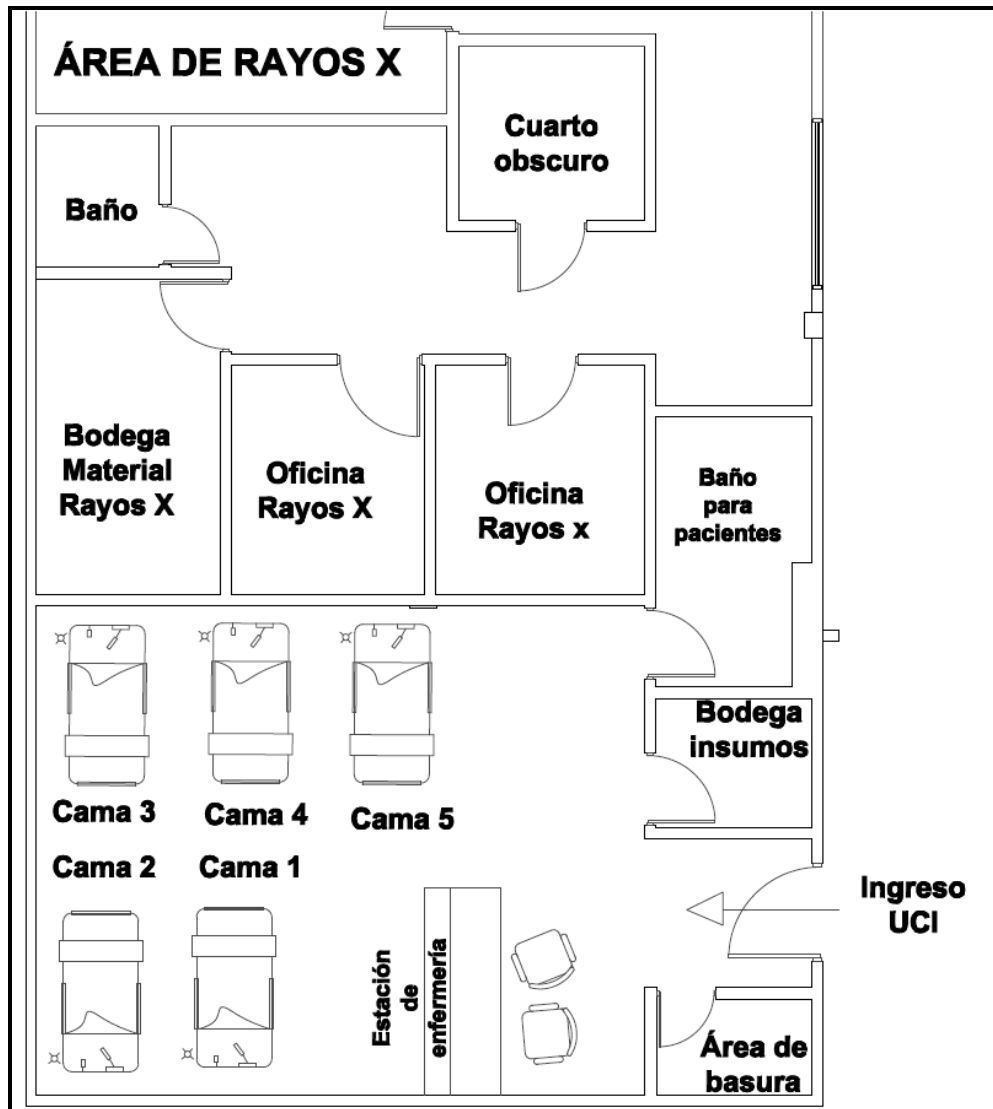 ÁREA DE RAYOS X
Cuarto
obscuro
Baño
Bodega
Material
Rayos X
Oficina
Rayos X
Oficina
Rayos x
Baño
para
pacientes
Bodega
insumos
Cama 3
Cama 4
Cama 5
Cama 2
Cama 1
Ingreso
UCI
Estación
de
enfermería
Área de
basura